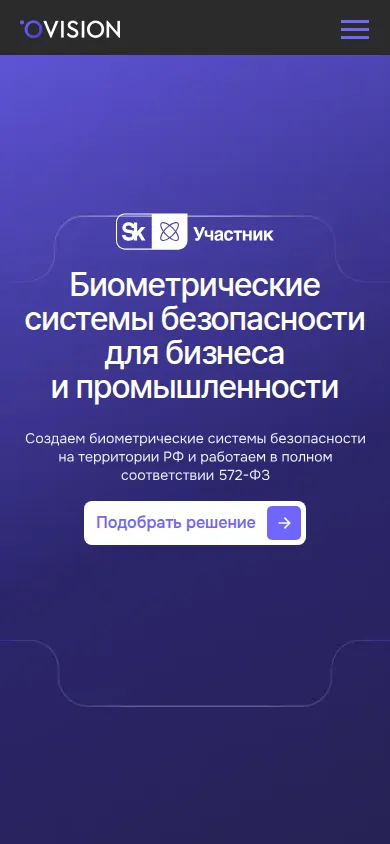 OVISION
Sk Участник
Биометрические
системы безопасности
для бизнеса
и промышленности
Создаем биометрические системы безопасности
на территории РФ и работаем в полном
соответствии 572-ФЗ
Подобрать решение